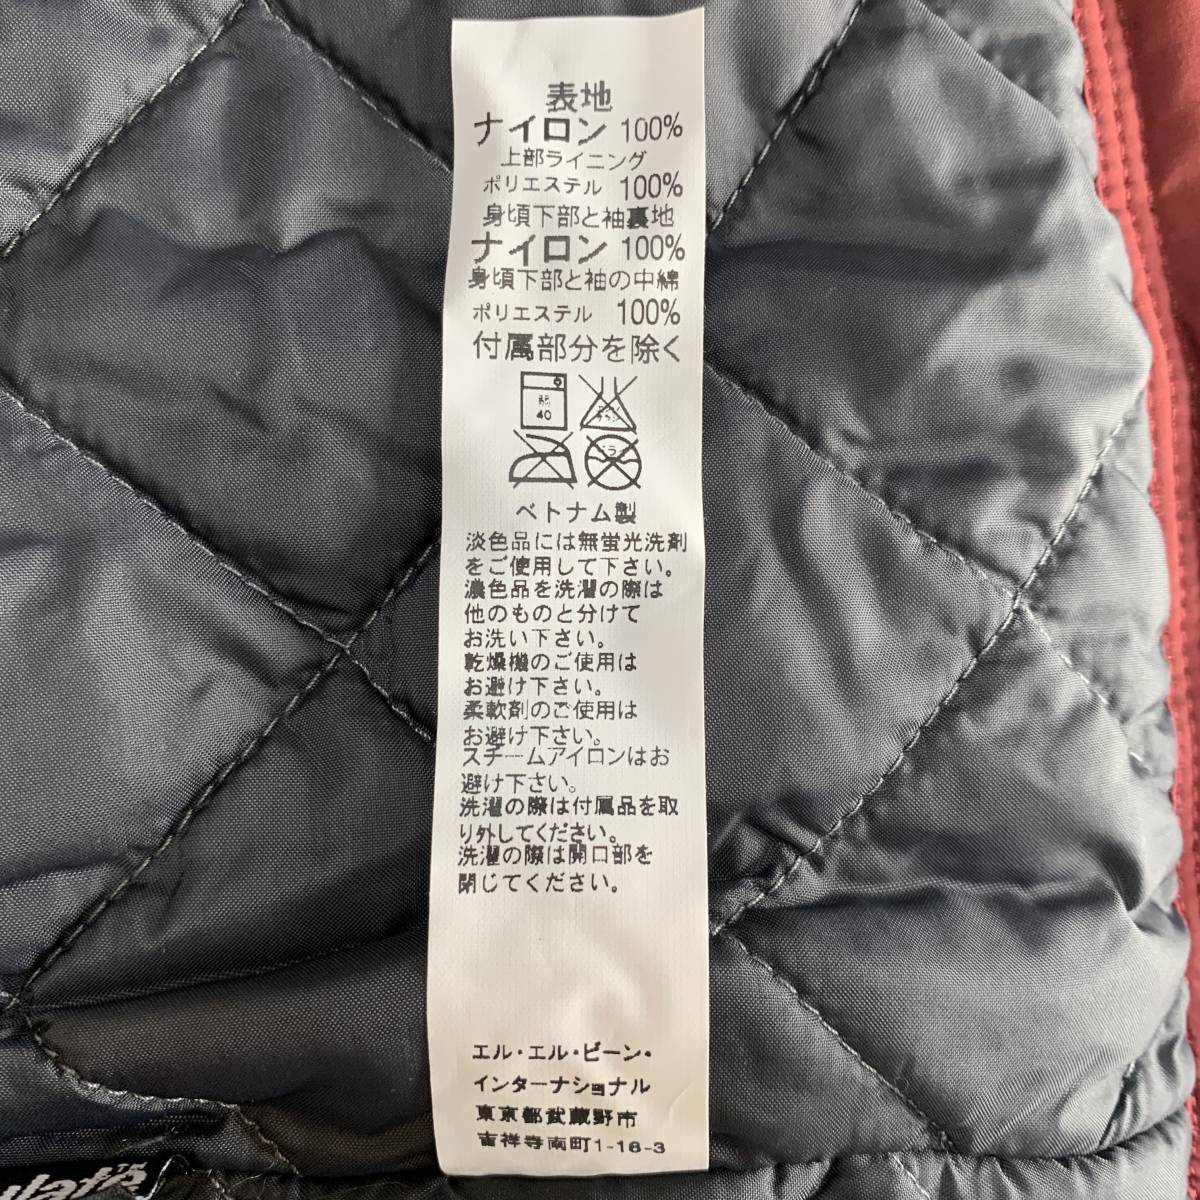 表地
ナイロン 100%
上部ライニング
ポリエステル 100%
身頃下部と袖裏地
ナイロン 100%
身頃下部と袖の中綿
ポリエステル 100%
付属部分を除く
弱
40
ベトナム製
淡色品には無蛍光洗剤
をご使用して下さい。
濃色品を洗濯の際は
他のものと分けて
お洗い下さい。
乾燥機のご使用は
お避け下さい。
柔軟剤のご使用は
お避け下さい。
スチームアイロンはお
避け下さい。
洗濯の際は付属品を取
り外してください。
洗濯の際は開口部を
閉じてください。
エル・エル・ビーン・
インターナショナル
東京都武蔵野市
吉祥寺南町1-18-3